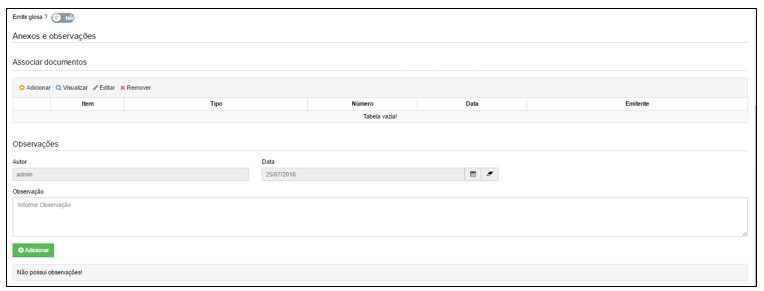 Emitir glosa ? NÃO
Anexos e observações
Associar documentos
Adicionar Visualizar Editar Remover
Item Tipo Número Data Emitente
Tabela vazia!
Observações
Autor Data
admin 25/07/2016
Observação
Informe Observação
Adicionar
Não possui observações!